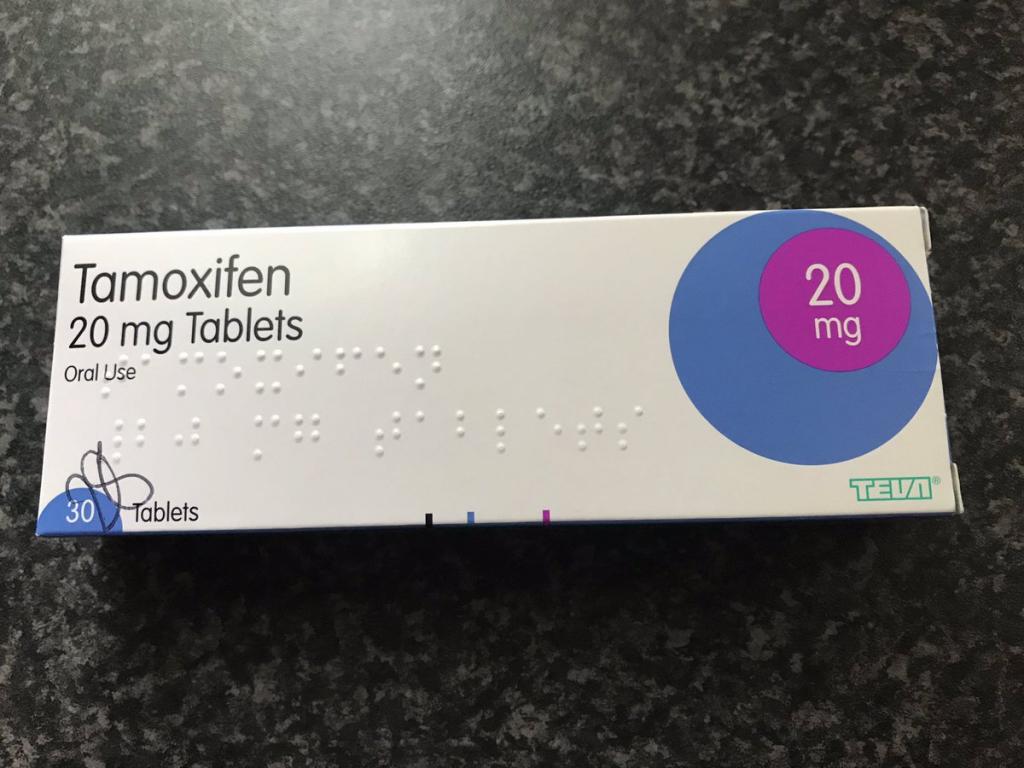 Tamoxifen
20 mg Tablets
Oral Use
20
mg
30 Tablets
TEVA®